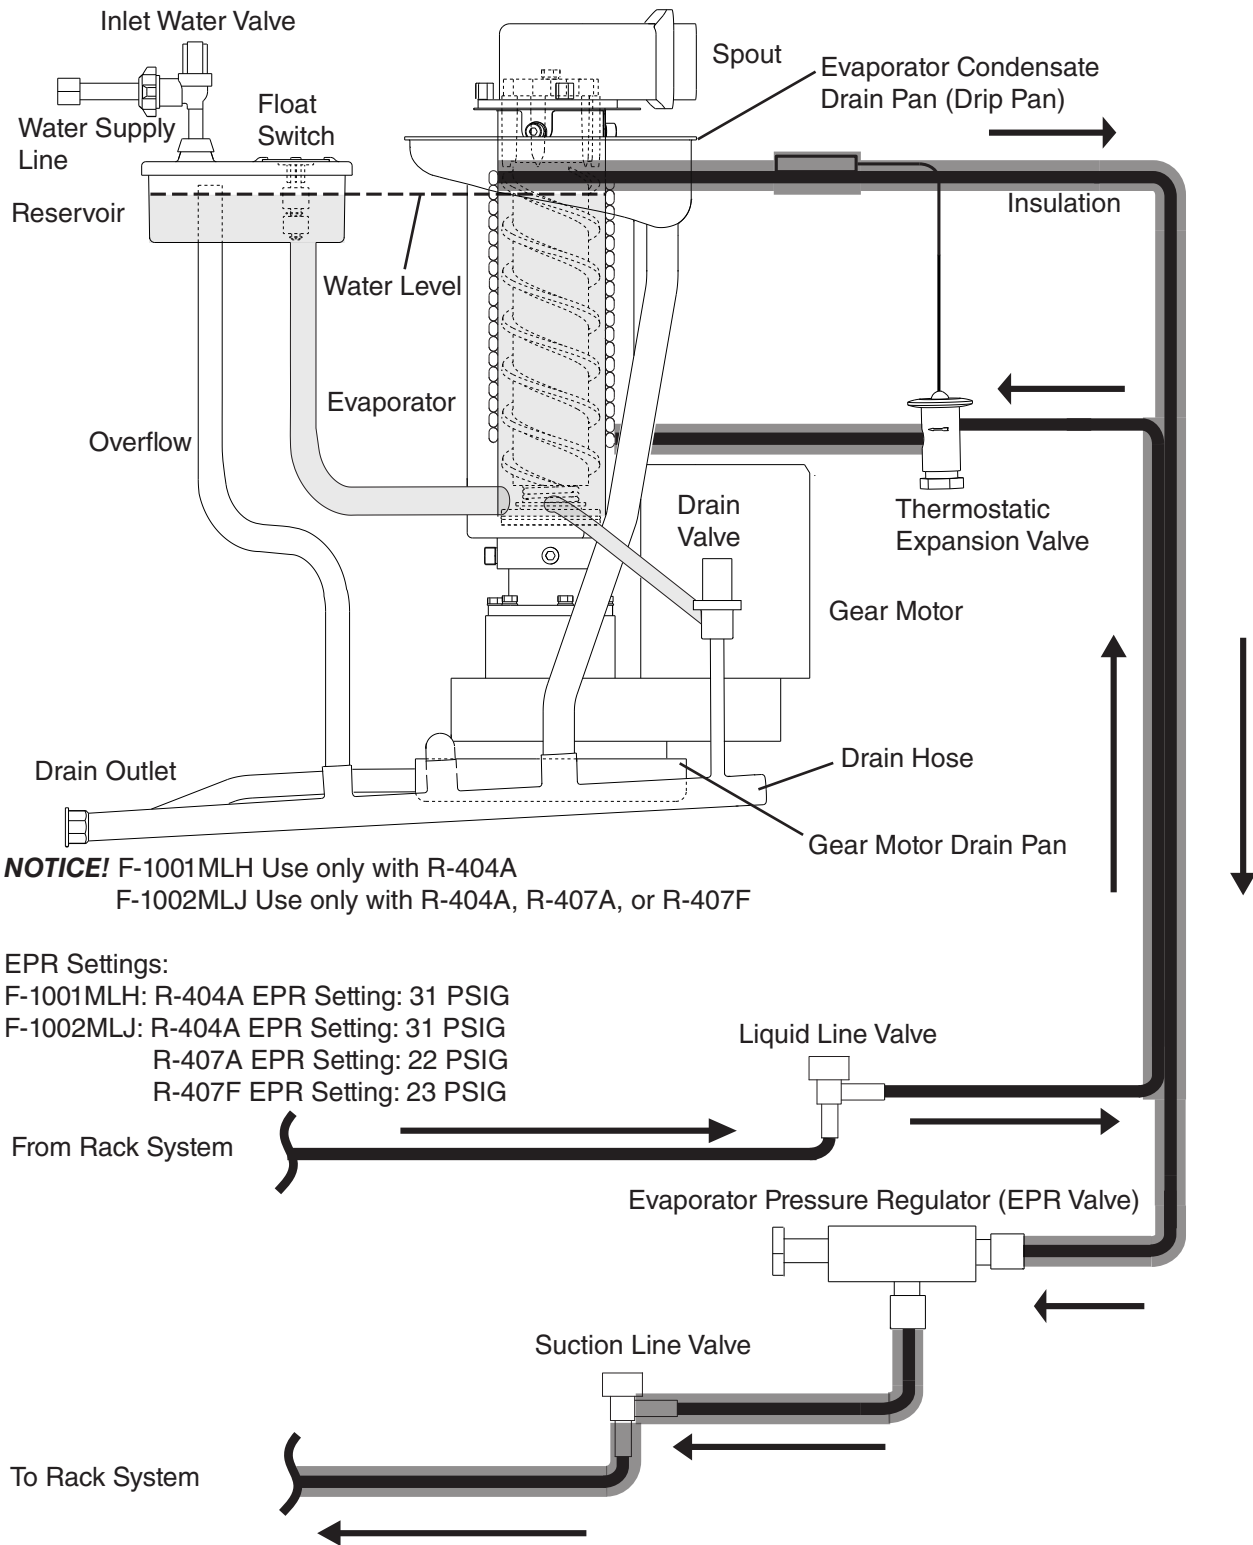 Inlet Water Valve
Spout
Evaporator Condensate
Drain Pan (Drip Pan)
Float
Switch
Water Supply
Line
Reservoir
Insulation
Water Level
Evaporator
Overflow
Drain
Valve
Thermostatic
Expansion Valve
Gear Motor
Drain Outlet
Drain Hose
Gear Motor Drain Pan
NOTICE! F-1001MLH Use only with R-404A
F-1002MLJ Use only with R-404A, R-407A, or R-407F
EPR Settings:
F-1001MLH: R-404A EPR Setting: 31 PSIG
F-1002MLJ: R-404A EPR Setting: 31 PSIG
R-407A EPR Setting: 22 PSIG
R-407F EPR Setting: 23 PSIG
Liquid Line Valve
From Rack System
Evaporator Pressure Regulator (EPR Valve)
Suction Line Valve
To Rack System